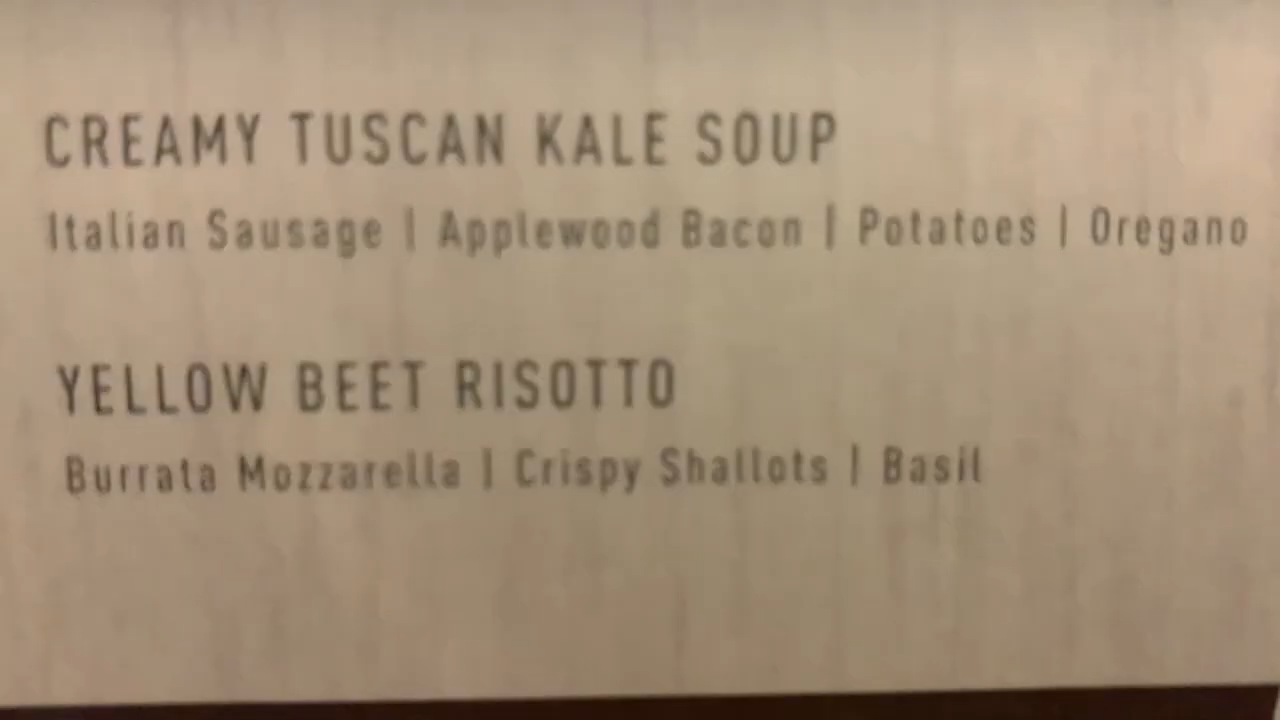 CREAMY TUSCAN KALE SOUP
Italian Sausage | Applewood Bacon | Potatoes | Oregano
YELLOW BEET RISOTTO
Burrata Mozzarella | Crispy Shallots | Basil